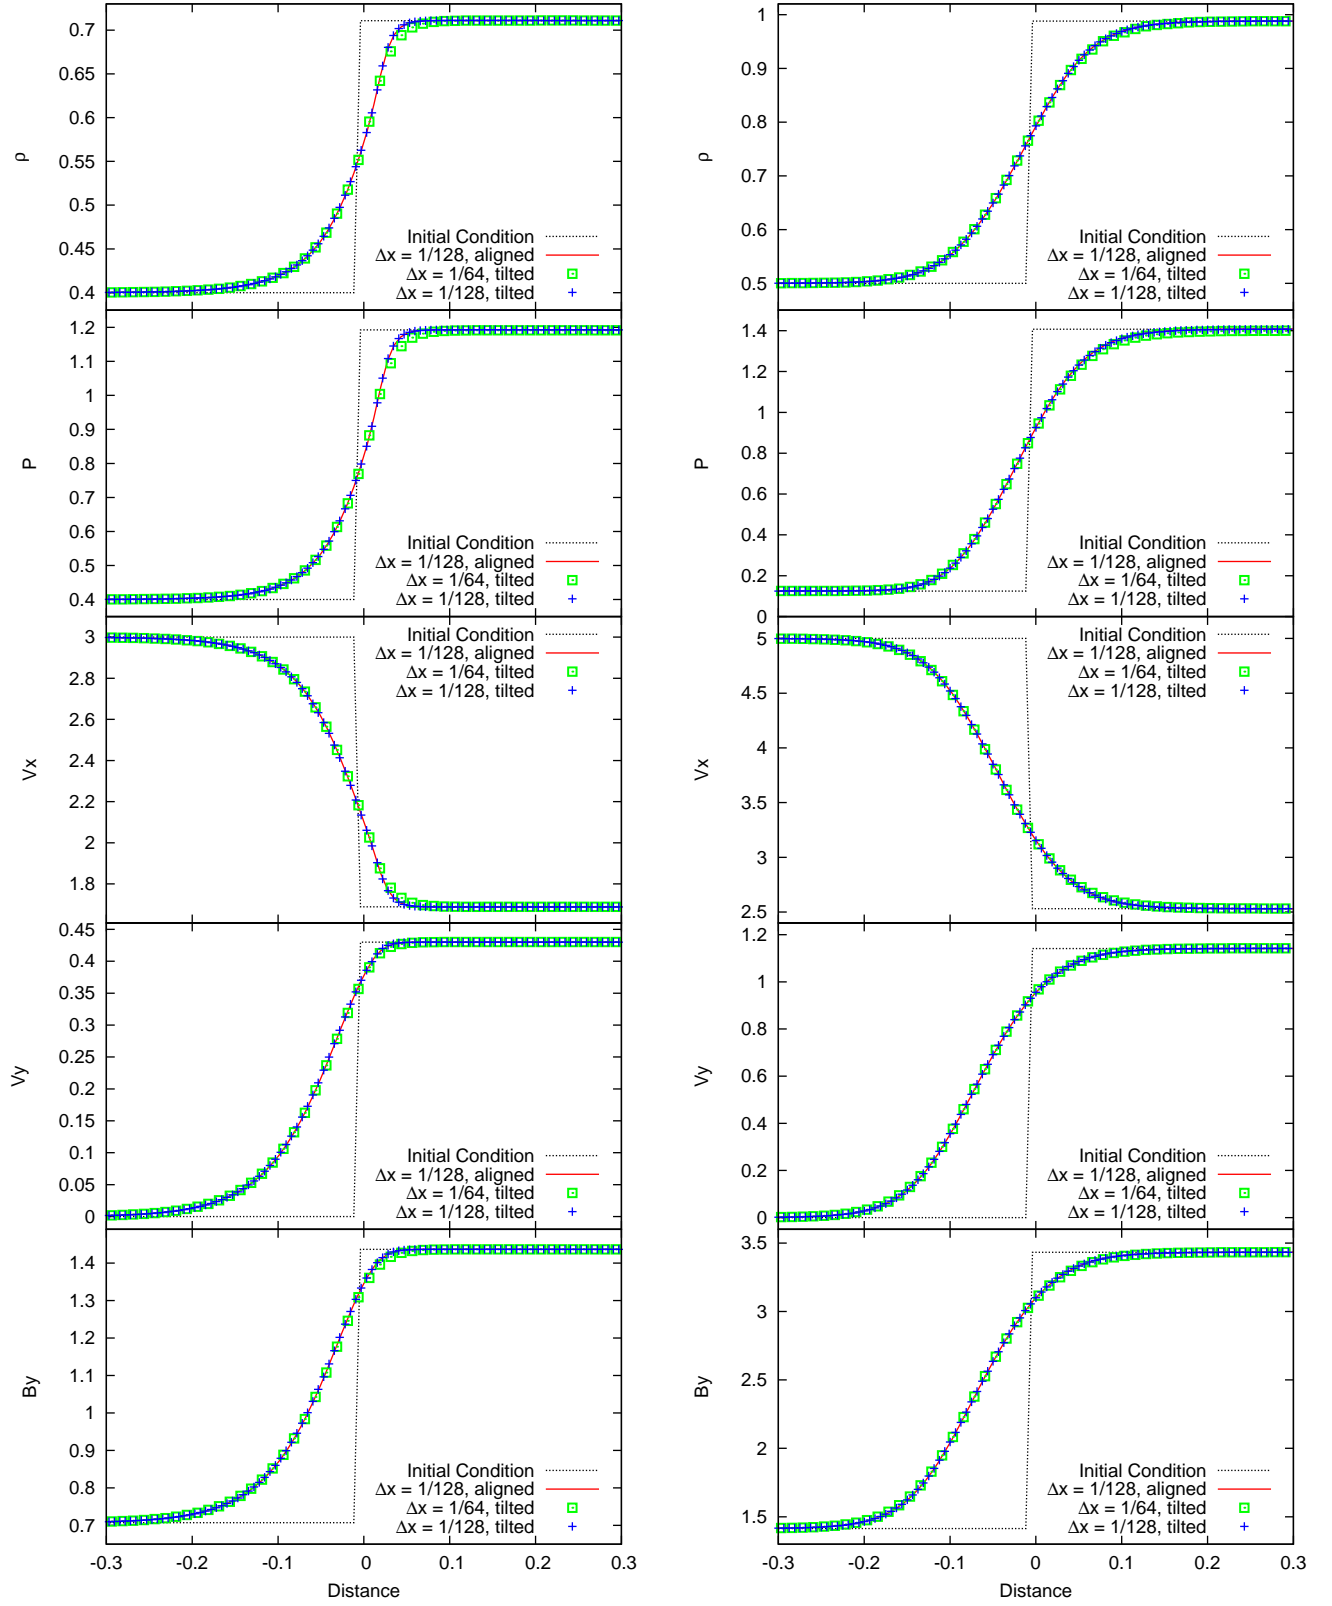 0.7
0.65
0.6
0.55
0.5
0.45
0.4
ρ
Initial Condition
Δx = 1/128, aligned
Δx = 1/64, tilted
Δx = 1/128, tilted
1.2
1.1
1
0.9
0.8
0.7
0.6
0.5
0.4
P
Initial Condition
Δx = 1/128, aligned
Δx = 1/64, tilted
Δx = 1/128, tilted
3
2.8
2.6
2.4
2.2
2
1.8
Vx
Initial Condition
Δx = 1/128, aligned
Δx = 1/64, tilted
Δx = 1/128, tilted
0.45
0.4
0.35
0.3
0.25
0.2
0.15
0.1
0.05
0
Vy
Initial Condition
Δx = 1/128, aligned
Δx = 1/64, tilted
Δx = 1/128, tilted
1.4
1.3
1.2
1.1
1
0.9
0.8
0.7
By
Initial Condition
Δx = 1/128, aligned
Δx = 1/64, tilted
Δx = 1/128, tilted
-0.3 -0.2 -0.1 0 0.1 0.2 0.3
Distance
1
0.9
0.8
0.7
0.6
0.5
ρ
Initial Condition
Δx = 1/128, aligned
Δx = 1/64, tilted
Δx = 1/128, tilted
1.4
1.2
1
0.8
0.6
0.4
0.2
0
P
Initial Condition
Δx = 1/128, aligned
Δx = 1/64, tilted
Δx = 1/128, tilted
5
4.5
4
3.5
3
2.5
Vx
Initial Condition
Δx = 1/128, aligned
Δx = 1/64, tilted
Δx = 1/128, tilted
1.2
1
0.8
0.6
0.4
0.2
0
Vy
Initial Condition
Δx = 1/128, aligned
Δx = 1/64, tilted
Δx = 1/128, tilted
3.5
3
2.5
2
1.5
By
Initial Condition
Δx = 1/128, aligned
Δx = 1/64, tilted
Δx = 1/128, tilted
-0.3 -0.2 -0.1 0 0.1 0.2 0.3
Distance